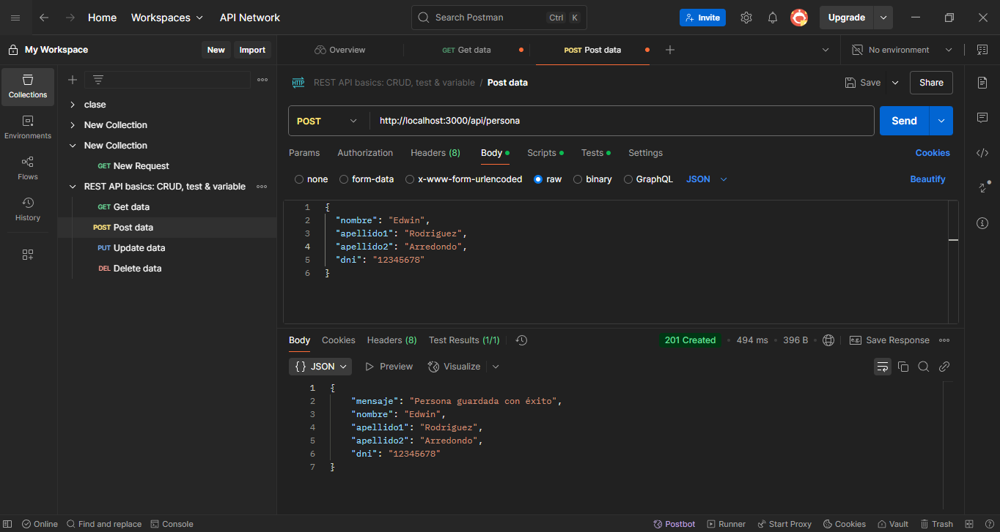 Home Workspaces API Network Search Postman Ctrl K Invite Upgrade
My Workspace New Import Overview GET Get data POST Post data No environment
Collections
Environments
Flows
History
clase
New Collection
New Collection
GET New Request
REST API basics: CRUD, test & variable
GET Get data
POST Post data
PUT Update data
DEL Delete data
HTTP REST API basics: CRUD, test & variable / Post data Save Share
POST http://localhost:3000/api/persona Send
Params Authorization Headers (8) Body Scripts Tests Settings Cookies
none form-data x-www-form-urlencoded raw binary GraphQL JSON Beautify
1 {
2 "nombre": "Edwin",
3 "apellido1": "Rodriguez",
4 "apellido2": "Arredondo",
5 "dni": "12345678"
6 }
Body Cookies Headers (8) Test Results (1/1) 201 Created 494 ms 396 B e.g. Save Response
{} JSON Preview Visualize
1 {
2 "mensaje": "Persona guardada con éxito",
3 "nombre": "Edwin",
4 "apellido1": "Rodriguez",
5 "apellido2": "Arredondo",
6 "dni": "12345678"
7 }
Online Find and replace Console Postbot Runner Start Proxy Cookies Vault Trash